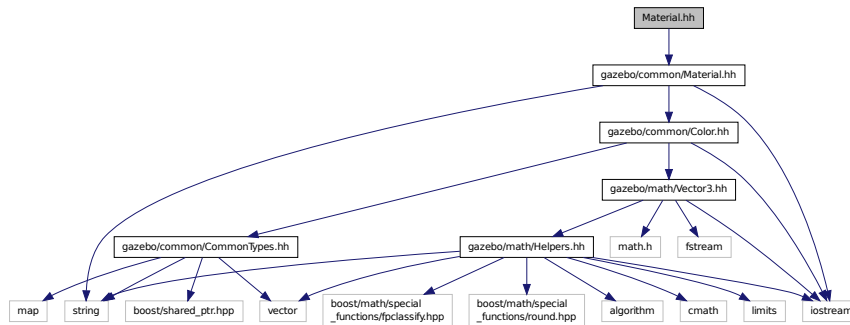 Material.hh
gazebo/common/Material.hh
gazebo/common/Color.hh
gazebo/math/Vector3.hh
gazebo/common/CommonTypes.hh
gazebo/math/Helpers.hh
math.h
fstream
map
string
boost/shared_ptr.hpp
vector
boost/math/special
_functions/fpclassify.hpp
boost/math/special
_functions/round.hpp
algorithm
cmath
limits
iostream